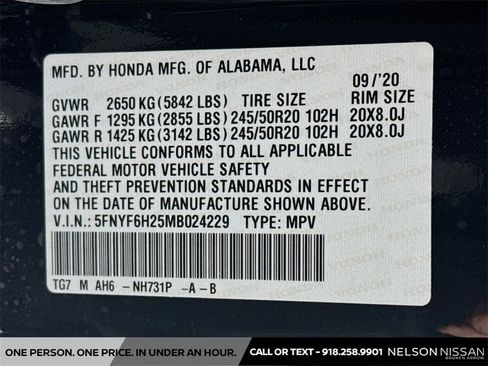 MFD. BY HONDA MFG. OF ALABAMA, LLC
09/'20
GVWR 2650 KG (5842 LBS) TIRE SIZE RIM SIZE
GAWR F 1295 KG (2855 LBS) 245/50R20 102H 20X8.0J
GAWR R 1425 KG (3142 LBS) 245/50R20 102H 20X8.0J
THIS VEHICLE CONFORMS TO ALL APPLICABLE
FEDERAL MOTOR VEHICLE SAFETY
AND THEFT PREVENTION STANDARDS IN EFFECT
ON THE DATE OF MANUFACTURE SHOWN ABOVE.
V.I.N.: 5FNYF6H25MB024229 TYPE: MPV
TG7 M AH6 -NH731P -A-B
ONE PERSON. ONE PRICE. IN UNDER AN HOUR.
CALL OR TEXT - 918.258.9901
NELSON NISSAN
BROKEN ARROW